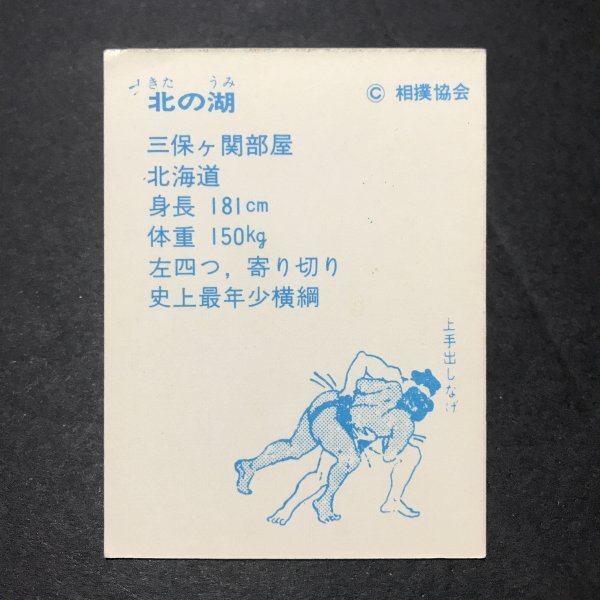 きた うみ
北の湖
© 相撲協会
三保ヶ関部屋
北海道
身長 181cm
体重 150kg
左四つ, 寄り切り
史上最年少横綱
上手出しなげ